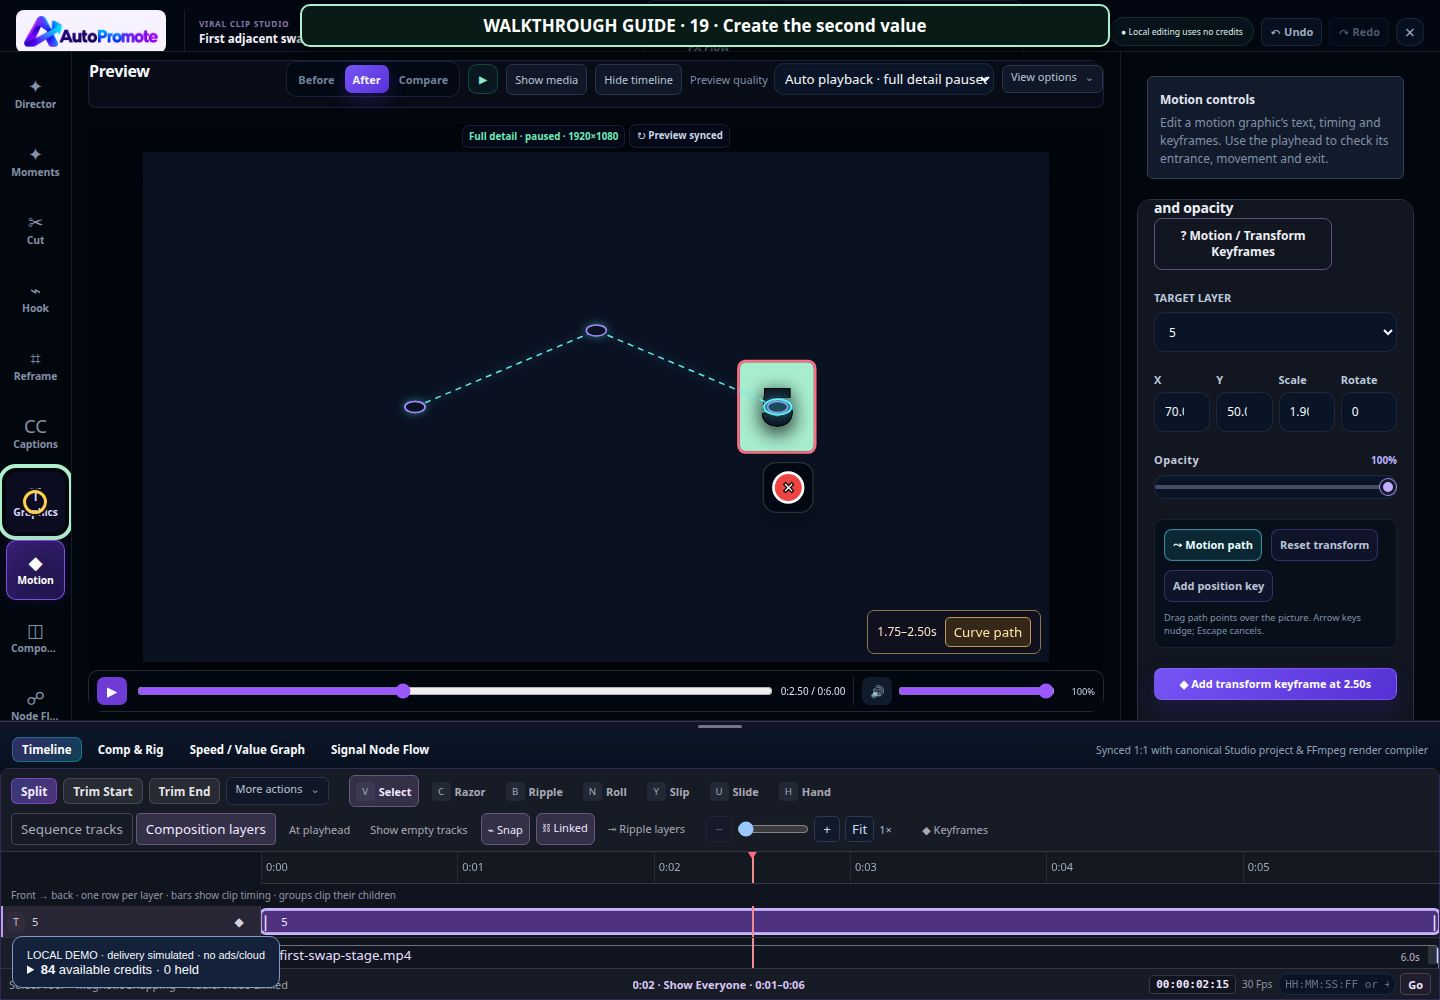 WALKTHROUGH GUIDE · 19 · Create the second value
AutoPromote
VIRAL CLIP STUDIO
First adjacent swa
● Local editing uses no credits
↶ Undo
↷ Redo
✕
Preview
Before
After
Compare
▶
Show media
Hide timeline
Preview quality
Auto playback · full detail paused
View options
Full detail · paused · 1920×1080
↻ Preview synced
Director
Moments
Cut
Hook
Reframe
CC
Captions
Graphics
Motion
Compo...
Node Fl...
1.75–2.50s
Curve path
0:2.50 / 0:6.00
100%
Motion controls
Edit a motion graphic's text, timing and
keyframes. Use the playhead to check its
entrance, movement and exit.
and opacity
? Motion / Transform
Keyframes
TARGET LAYER
5
X
Y
Scale
Rotate
70.
50.
1.90
0
Opacity
100%
⤳ Motion path
Reset transform
Add position key
Drag path points over the picture. Arrow keys
nudge; Escape cancels.
◆ Add transform keyframe at 2.50s
Timeline
Comp & Rig
Speed / Value Graph
Signal Node Flow
Synced 1:1 with canonical Studio project & FFmpeg render compiler
Split
Trim Start
Trim End
More actions
V Select
C Razor
B Ripple
N Roll
Y Slip
U Slide
H Hand
Sequence tracks
Composition layers
At playhead
Show empty tracks
Snap
Linked
Ripple layers
−
+
Fit
1×
◆ Keyframes
0:00
0:01
0:02
0:03
0:04
0:05
Front → back · one row per layer · bars show clip timing · groups clip their children
T 5
5
first-swap-stage.mp4
6.0s
LOCAL DEMO · delivery simulated · no ads/cloud
▶ 84 available credits · 0 held
0:02 · Show Everyone · 0:01–0:06
00:00:02:15
30 Fps
HH:MM:SS:FF or +
Go